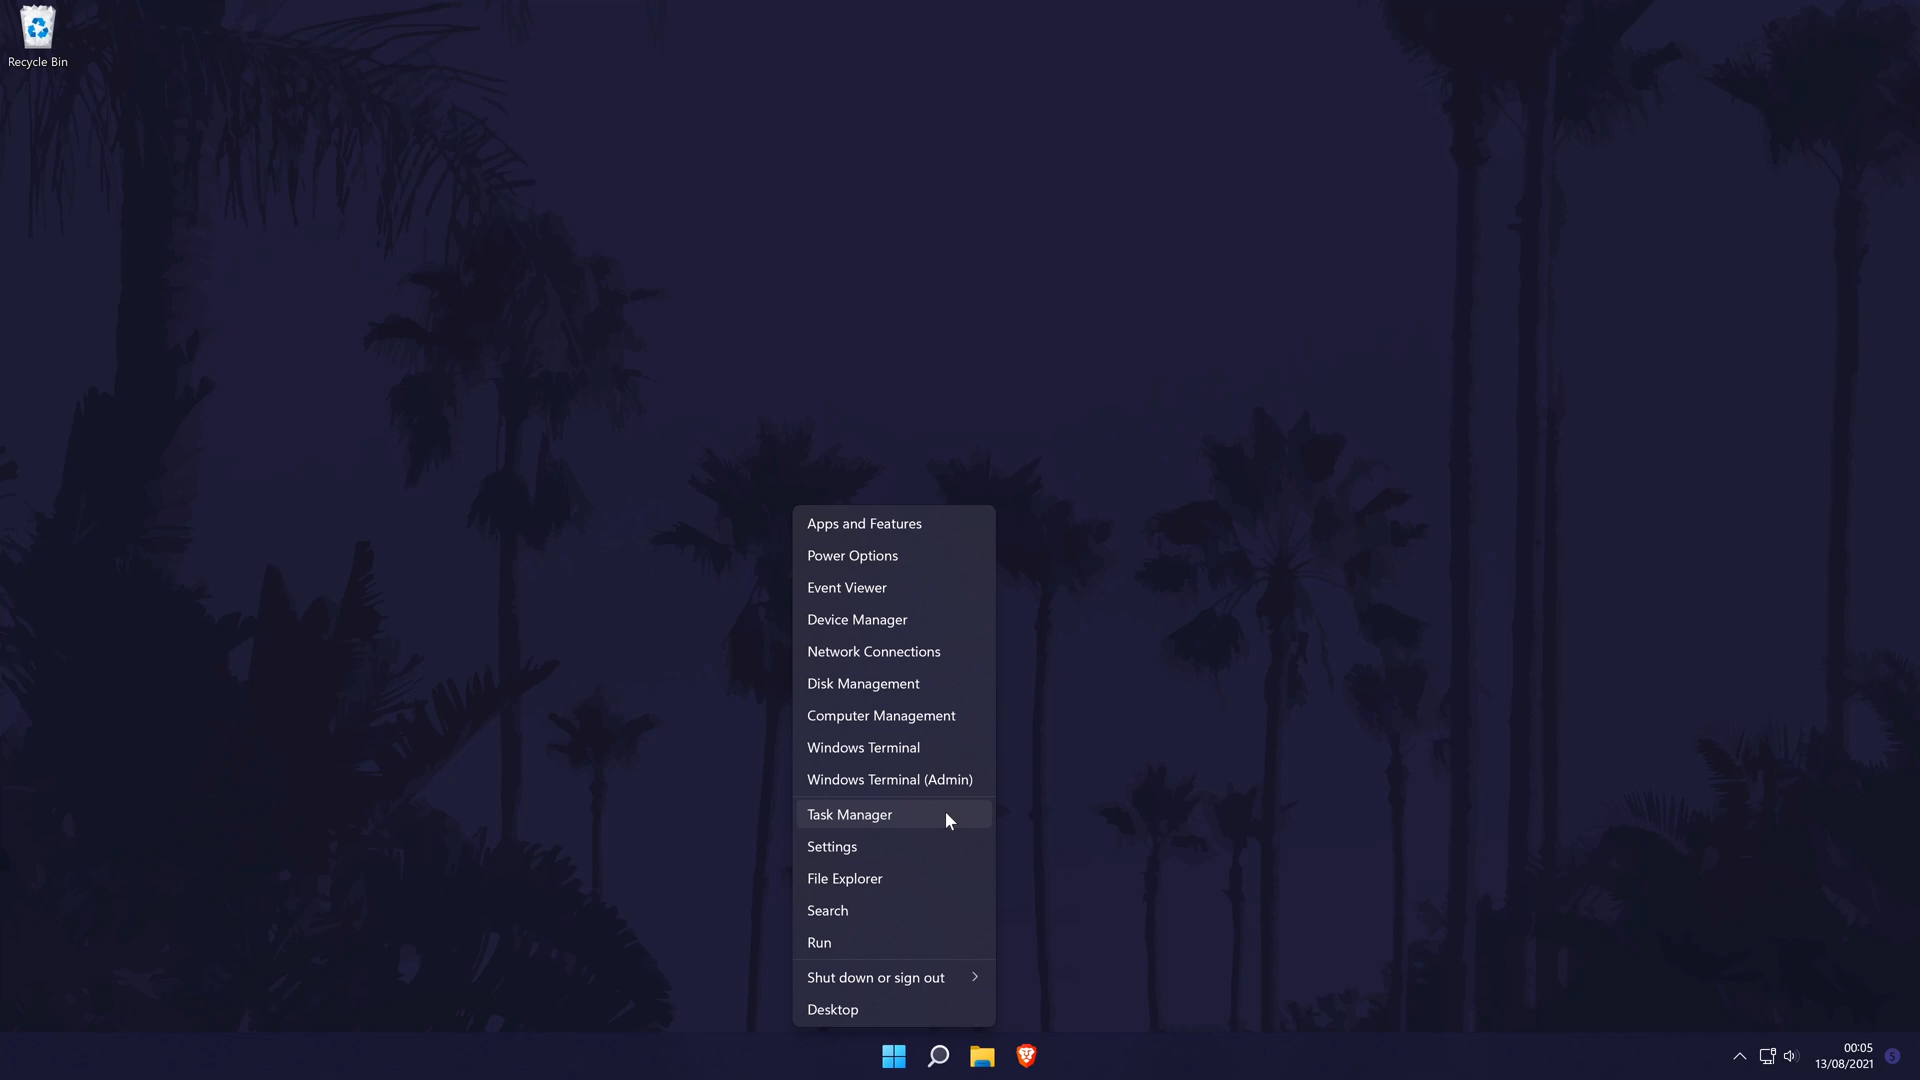 Recycle Bin
Apps and Features
Power Options
Event Viewer
Device Manager
Network Connections
Disk Management
Computer Management
Windows Terminal
Windows Terminal (Admin)
Task Manager
Settings
File Explorer
Search
Run
Shut down or sign out
Desktop
00:05
13/08/2021
5